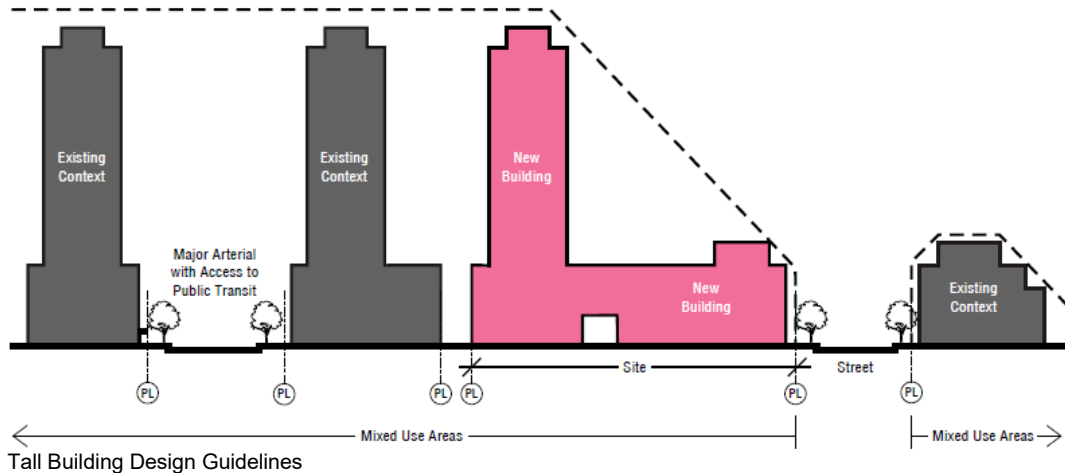 Existing
Context
Existing
Context
New
Building
Major Arterial
with Access to
Public Transit
New
Building
Existing
Context
Site
Street
PL
PL
PL
PL
PL
PL
Mixed Use Areas
Mixed Use Areas
Tall Building Design Guidelines